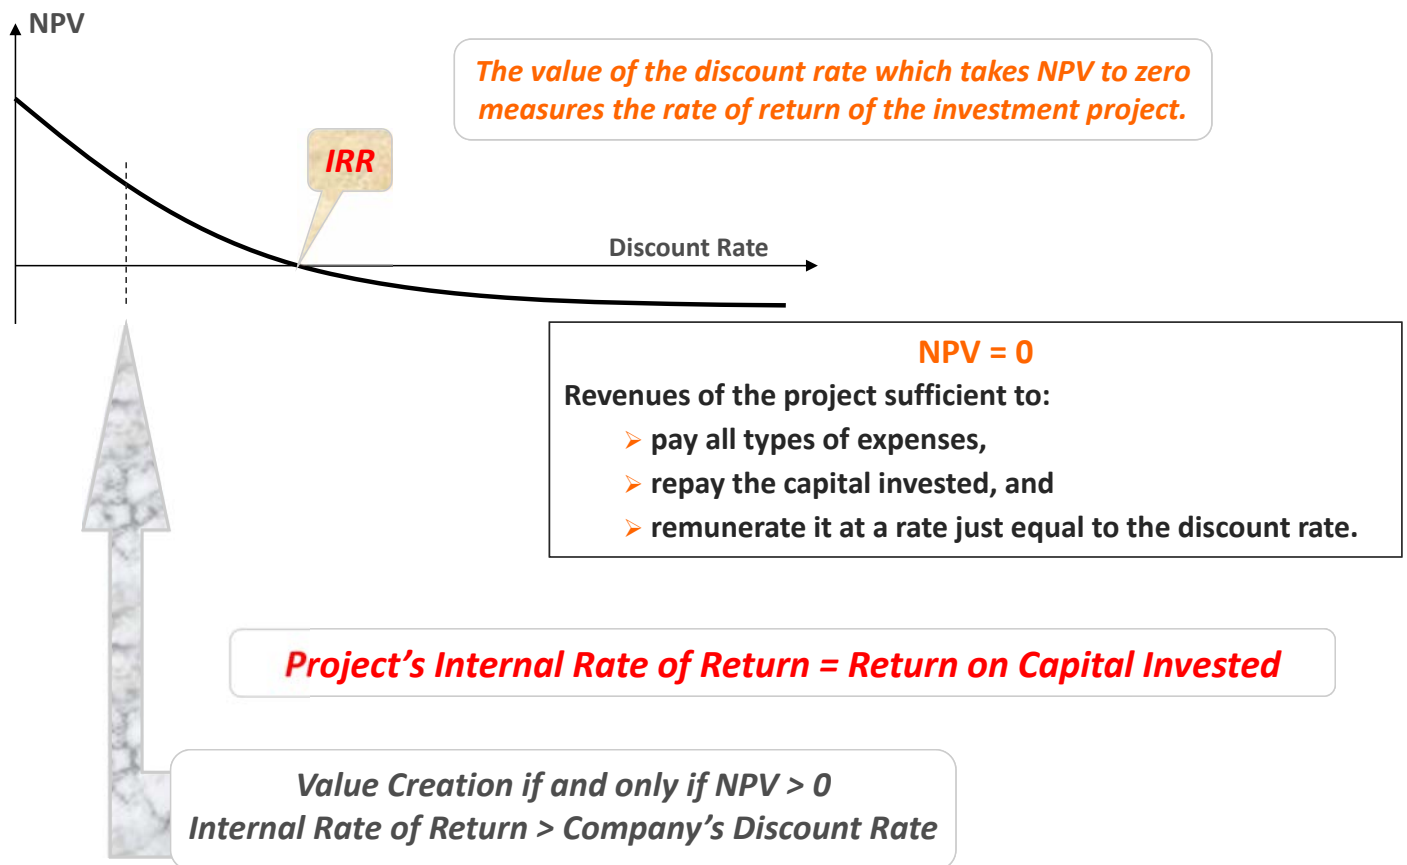 NPV
The value of the discount rate which takes NPV to zero
measures the rate of return of the investment project.
IRR
Discount Rate
NPV = 0
Revenues of the project sufficient to:
➢ pay all types of expenses,
➢ repay the capital invested, and
➢ remunerate it at a rate just equal to the discount rate.
Project’s Internal Rate of Return = Return on Capital Invested
Value Creation if and only if NPV > 0
Internal Rate of Return > Company’s Discount Rate